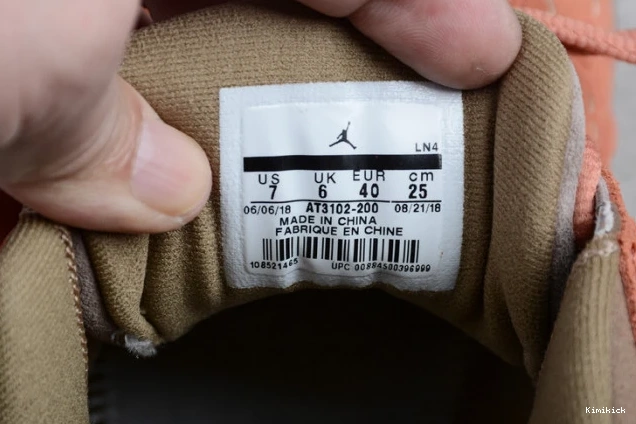 LN4
US UK EUR cm
7 6 40 25
06/06/18 AT3102-200 08/21/18
MADE IN CHINA
FABRIQUE EN CHINE
108521465 UPC 00884500396999
Kimikick